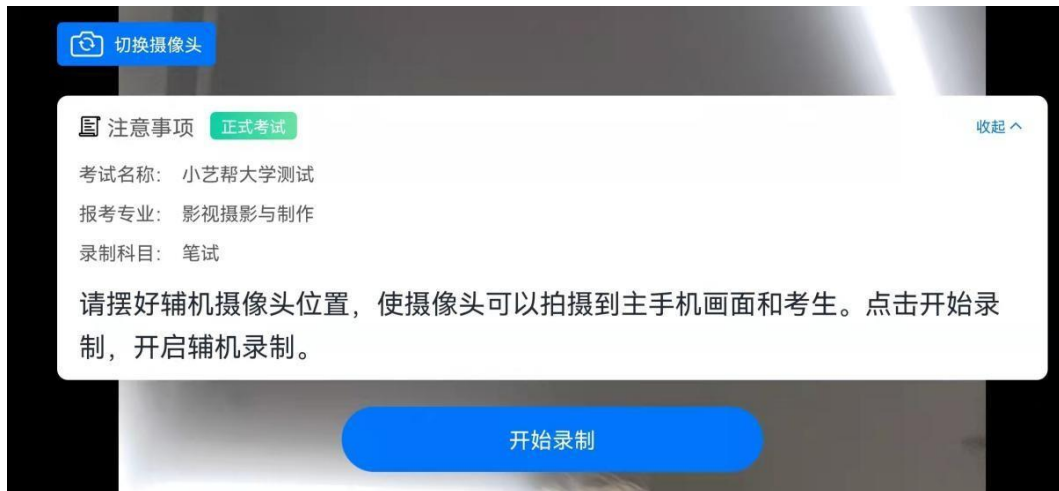 切换摄像头
注意事项 正式考试 收起
考试名称： 小艺帮大学测试
报考专业： 影视摄影与制作
录制科目： 笔试
请摆好辅机摄像头位置，使摄像头可以拍摄到主手机画面和考生。点击开始录
制，开启辅机录制。
开始录制